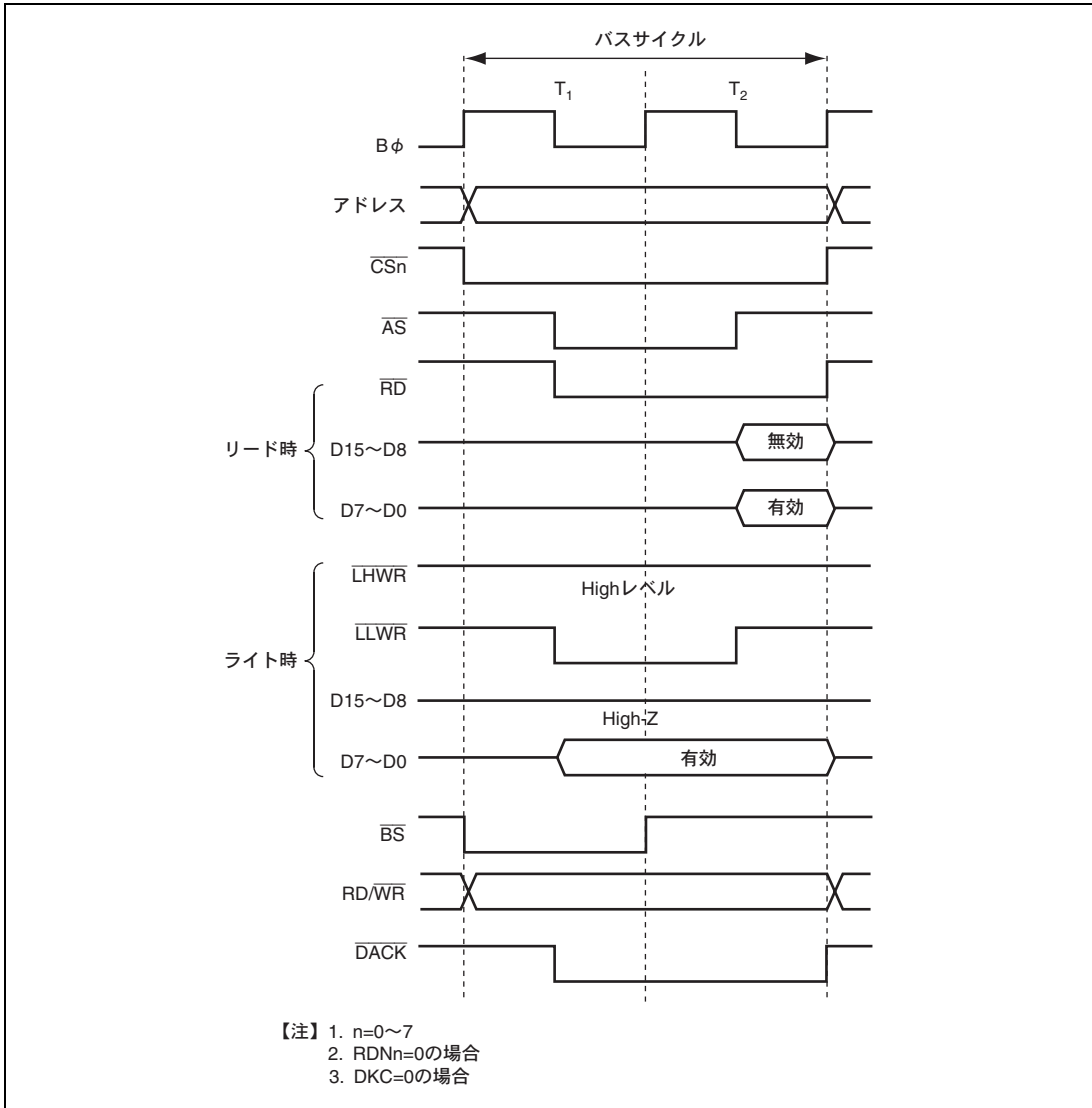 バスサイクル
T1 T2
Bφ
アドレス
CSn
AS
RD
リード時 D15～D8 無効
D7～D0 有効
LHWR
Highレベル
LLWR
ライト時
D15～D8
High-Z
D7～D0 有効
BS
RD/WR
DACK
【注】 1. n=0～7
2. RDNn=0の場合
3. DKC=0の場合